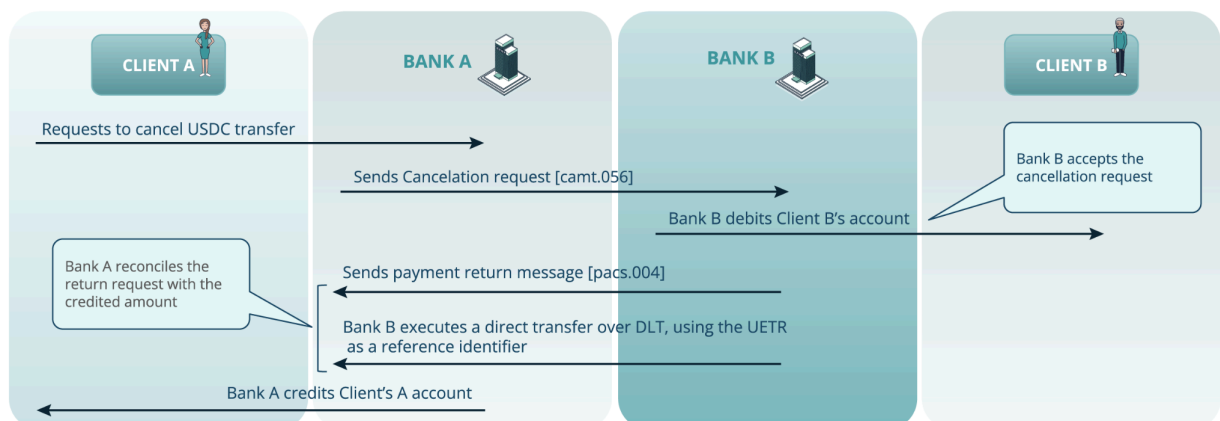 CLIENT A
BANK A
BANK B
CLIENT B
Requests to cancel USDC transfer
Sends Cancelation request [camt.056]
Bank B accepts the
cancellation request
Bank B debits Client B’s account
Bank A reconciles the
return request with the
credited amount
Sends payment return message [pacs.004]
Bank B executes a direct transfer over DLT, using the UETR
as a reference identifier
Bank A credits Client’s A account